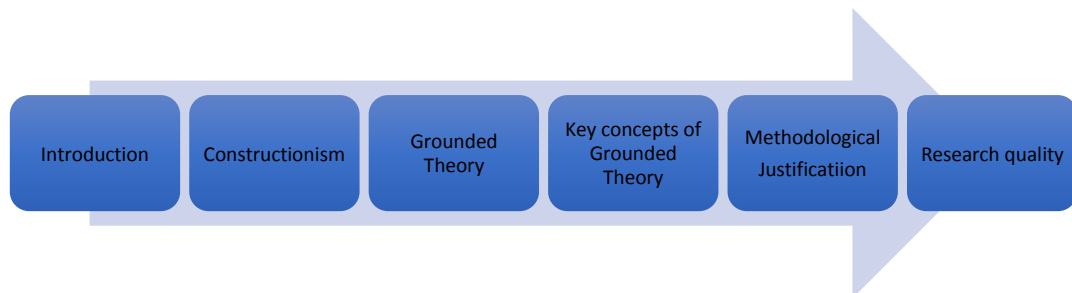 Introduction
Constructionism
Grounded
Theory
Key concepts of
Grounded
Theory
Methodological
Justificatiion
Research quality